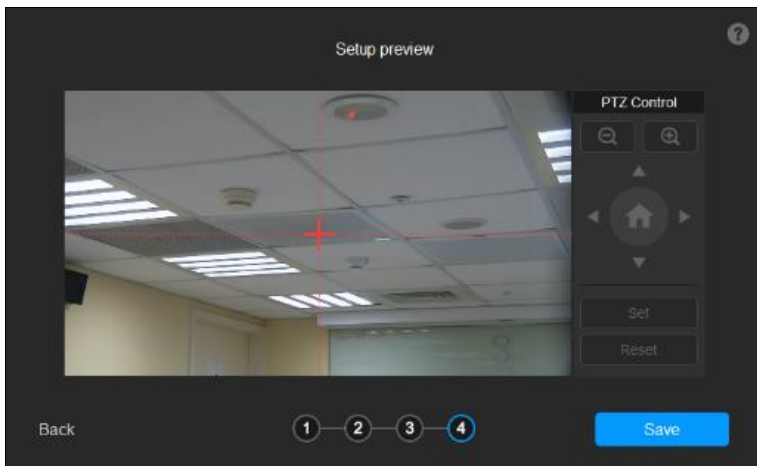 Setup preview
?
PTZ Control
Set
Reset
Back
1 2 3 4
Save